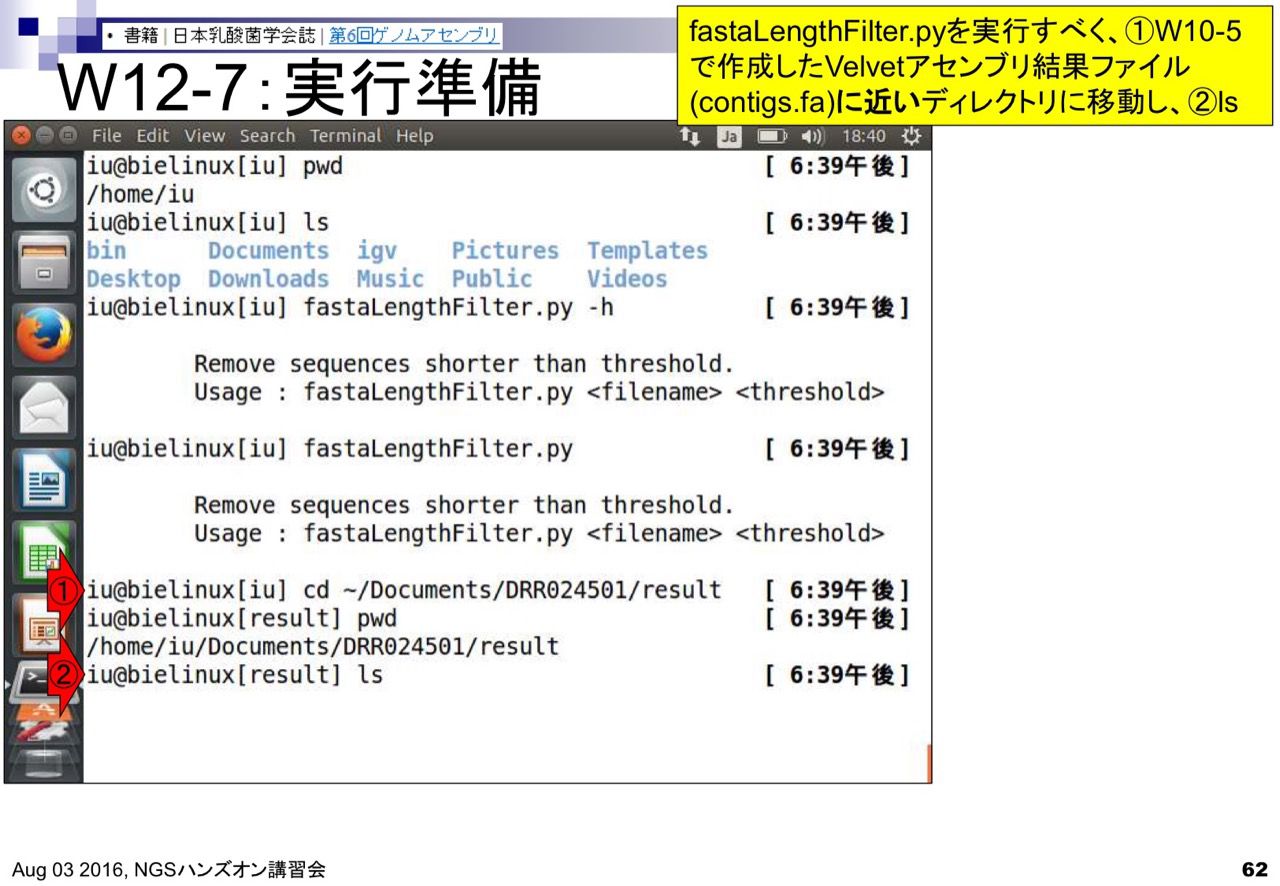 • 書籍 | 日本乳酸菌学会誌 | 第6回ゲノムアセンブリ
W12-7：実行準備
fastaLengthFilter.pyを実行すべく、①W10-5
で作成したVelvetアセンブリ結果ファイル
(contigs.fa)に近いディレクトリに移動し、②ls
File Edit View Search Terminal Help Ja 18:40
iu@bielinux[iu] pwd [ 6:39午後]
/home/iu
iu@bielinux[iu] ls [ 6:39午後]
bin Documents igv Pictures Templates
Desktop Downloads Music Public Videos
iu@bielinux[iu] fastaLengthFilter.py -h [ 6:39午後]
Remove sequences shorter than threshold.
Usage : fastaLengthFilter.py <filename> <threshold>
iu@bielinux[iu] fastaLengthFilter.py [ 6:39午後]
Remove sequences shorter than threshold.
Usage : fastaLengthFilter.py <filename> <threshold>
① iu@bielinux[iu] cd ~/Documents/DRR024501/result [ 6:39午後]
iu@bielinux[result] pwd [ 6:39午後]
/home/iu/Documents/DRR024501/result
② iu@bielinux[result] ls [ 6:39午後]
Aug 03 2016, NGSハンズオン講習会
62